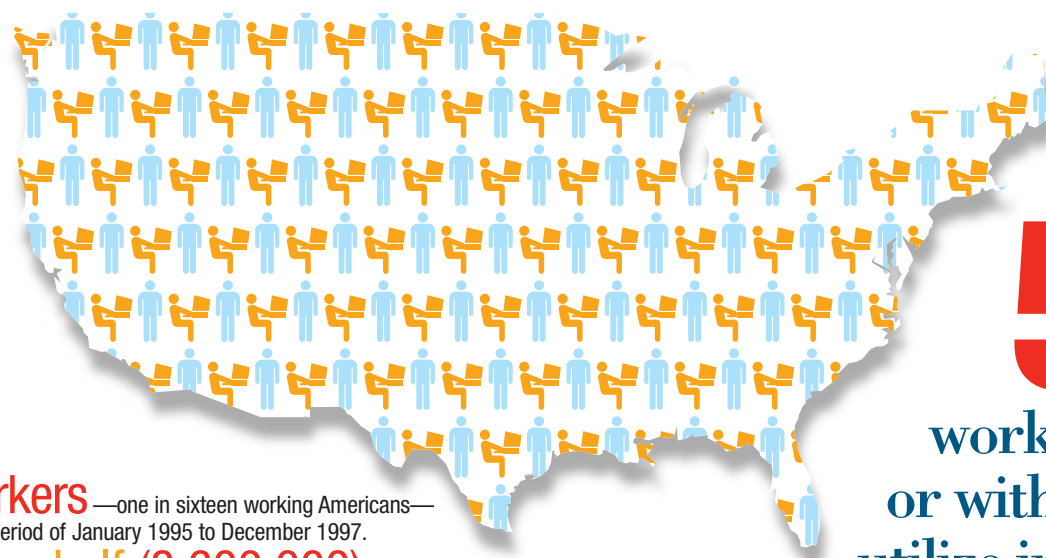 rkers —one in sixteen working Americans—
eriod of January 1995 to December 1997.
work
or with